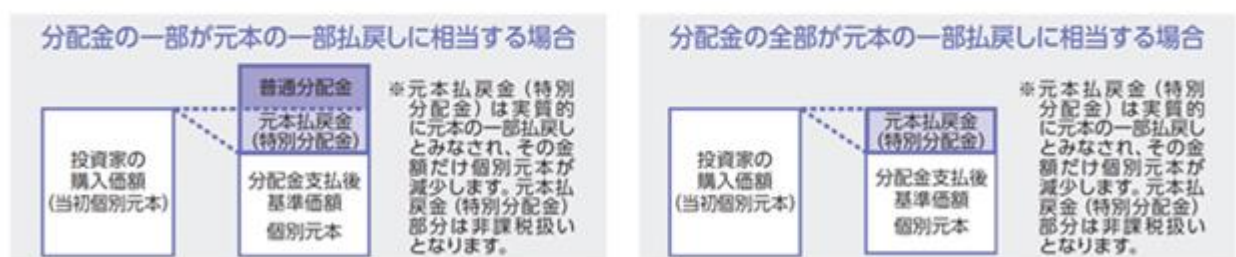 分配金の一部が元本の一部払戻しに相当する場合
普通分配金
元本払戻金
(特別分配金)
投資家の
購入価額
(当初個別元本)
分配金支払後
基準価額
個別元本
※元本払戻金(特別
分配金)は実質的
に元本の一部払戻し
とみなされ、その金
額だけ個別元本が
減少します。元本払
戻金(特別分配金)
部分は非課税扱い
となります。
分配金の全部が元本の一部払戻しに相当する場合
元本払戻金
(特別分配金)
投資家の
購入価額
(当初個別元本)
分配金支払後
基準価額
個別元本
※元本払戻金(特別
分配金)は実質的
に元本の一部払戻し
とみなされ、その金
額だけ個別元本が
減少します。元本払
戻金(特別分配金)
部分は非課税扱い
となります。